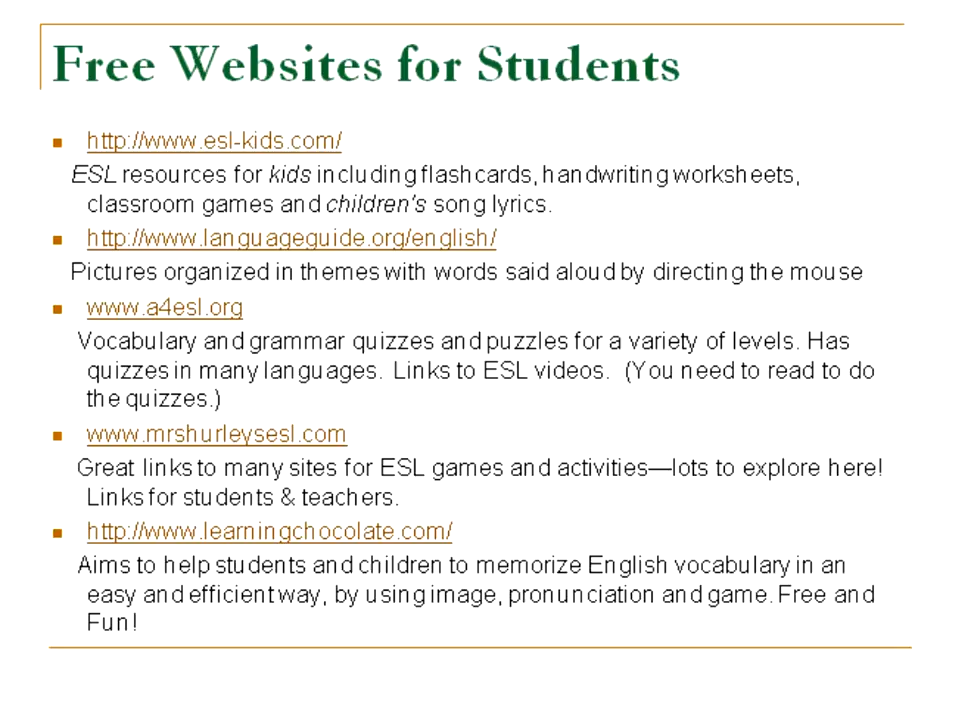 Free Websites for Students
http://www.esl-kids.com/
ESL resources for kids including flashcards, handwriting worksheets,
classroom games and children's song lyrics.
http://www.languageguide.org/english/
Pictures organized in themes with words said aloud by directing the mouse
www.a4esl.org
Vocabulary and grammar quizzes and puzzles for a variety of levels. Has
quizzes in many languages. Links to ESL videos. (You need to read to do
the quizzes.)
www.mrshurleysesl.com
Great links to many sites for ESL games and activities—lots to explore here!
Links for students & teachers.
http://www.learningchocolate.com/
Aims to help students and children to memorize English vocabulary in an
easy and efficient way, by using image, pronunciation and game. Free and
Fun!